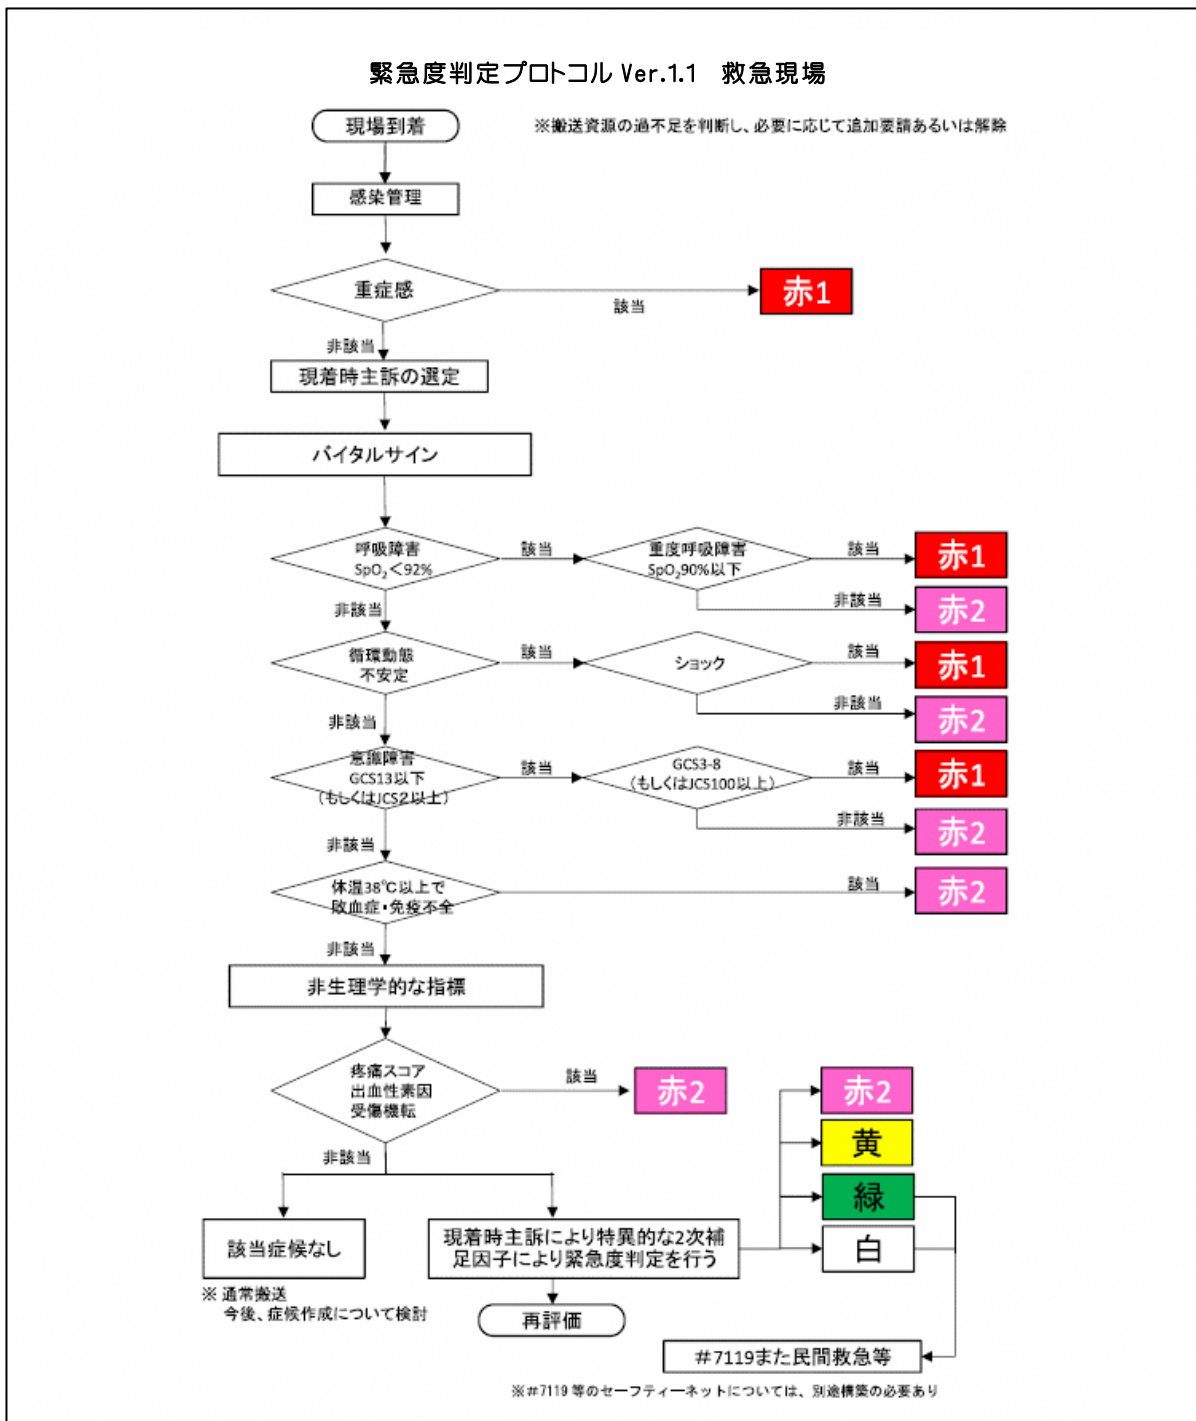 緊急度判定プロトコル Ver.1.1 救急現場
現場到着
※搬送資源の過不足を判断し、必要に応じて追加要請あるいは解除
感染管理
重症感
該当
赤1
非該当
現着時主訴の選定
バイタルサイン
呼吸障害
SpO₂＜92%
該当
重度呼吸障害
SpO₂90%以下
該当
赤1
非該当
赤2
非該当
循環動態
不安定
該当
ショック
該当
赤1
非該当
赤2
非該当
意識障害
GCS13以下
(もしくはJCS2以上)
該当
GCS3-8
(もしくはJCS100以上)
該当
赤1
非該当
赤2
非該当
体温38℃以上で
敗血症・免疫不全
該当
赤2
非該当
非生理学的な指標
疼痛スコア
出血性素因
受傷機転
該当
赤2
非該当
赤2
黄
緑
白
該当症候なし
現着時主訴により特異的な2次補
足因子により緊急度判定を行う
※ 通常搬送
今後、症候作成について検討
再評価
＃7119また民間救急等
※＃7119等のセーフティーネットについては、別途構築の必要あり